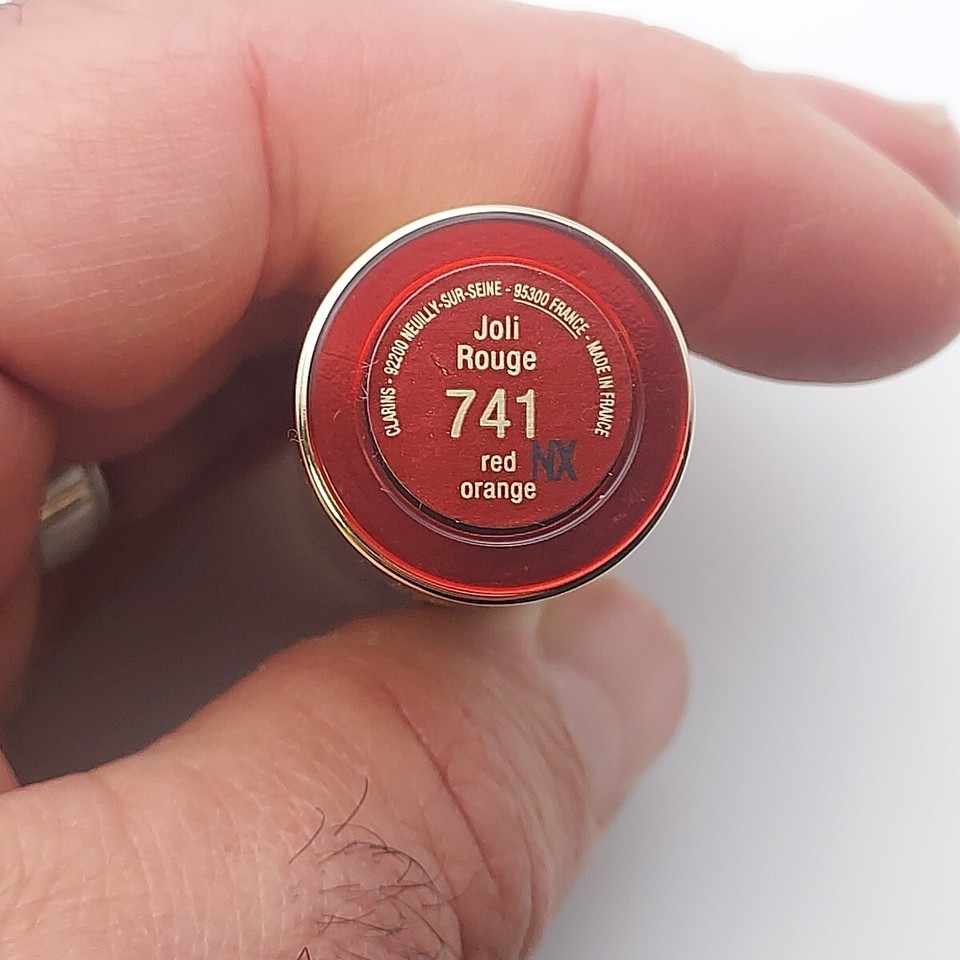 CLARINS - 92200 NEUILLY-SUR-SEINE - 95300 FRANCE - MADE IN FRANCE
Joli
Rouge
741
red
orange
NX